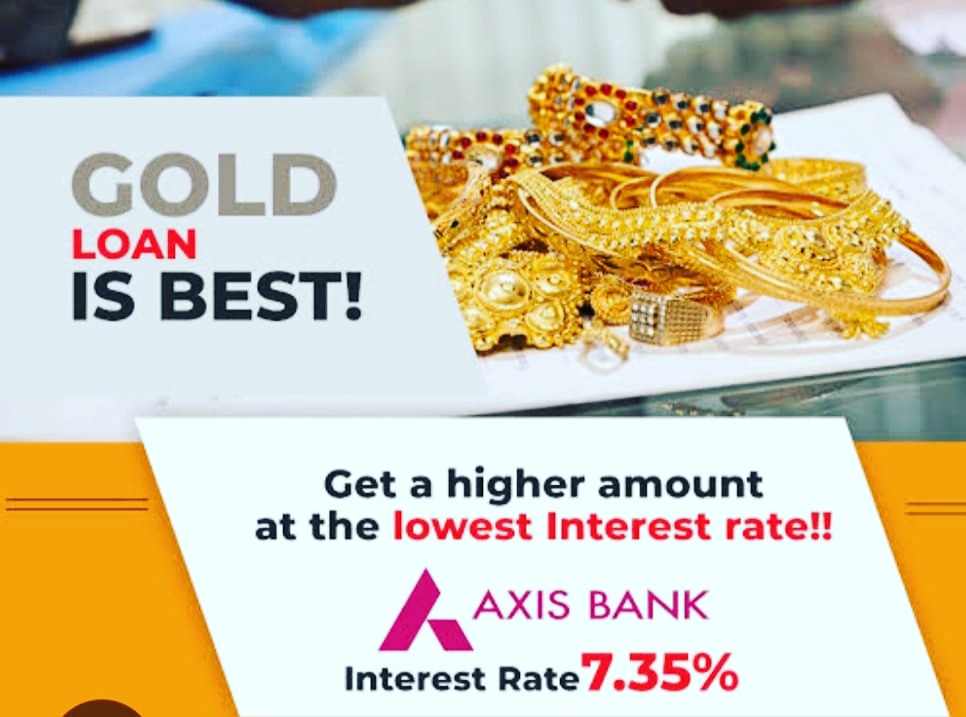 GOLD
LOAN
IS BEST!
Get a higher amount
at the lowest Interest rate!!
AXIS BANK
Interest Rate 7.35%